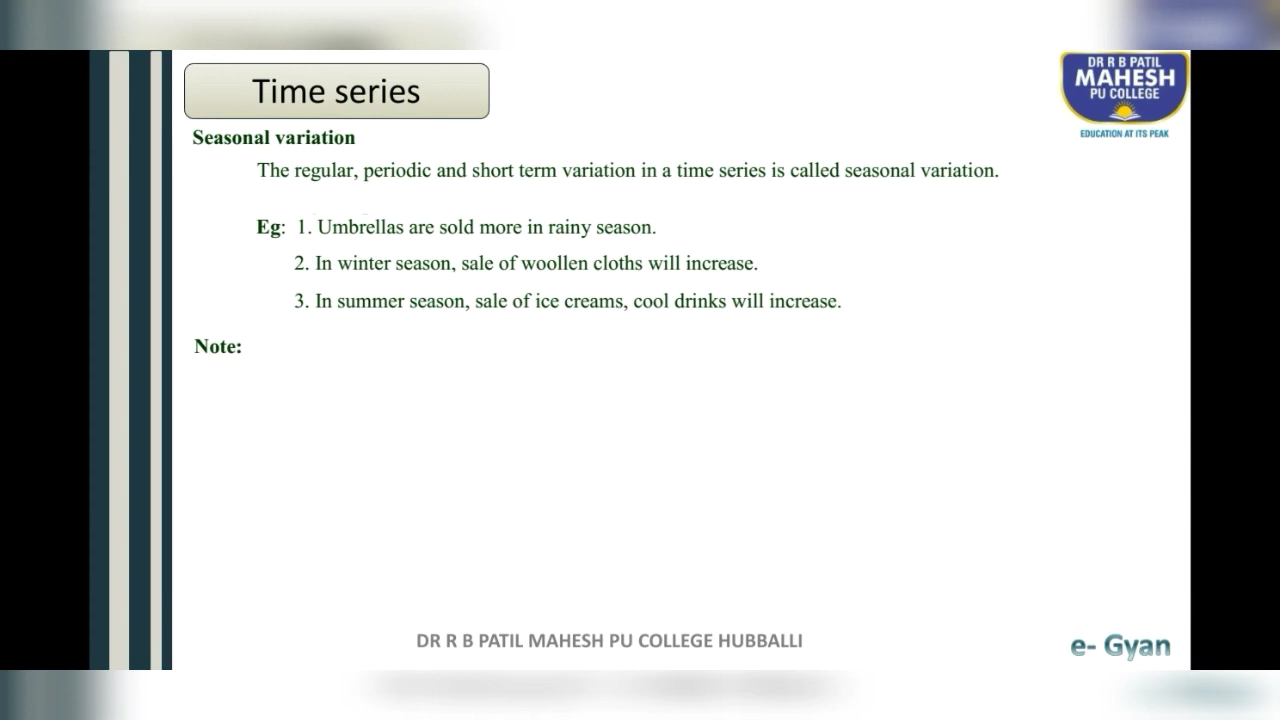 Time series
DR R B PATIL
MAHESH
PU COLLEGE
EDUCATION AT ITS PEAK
Seasonal variation
The regular, periodic and short term variation in a time series is called seasonal variation.
Eg: 1. Umbrellas are sold more in rainy season.
2. In winter season, sale of woollen cloths will increase.
3. In summer season, sale of ice creams, cool drinks will increase.
Note:
DR R B PATIL MAHESH PU COLLEGE HUBBALLI
e- Gyan